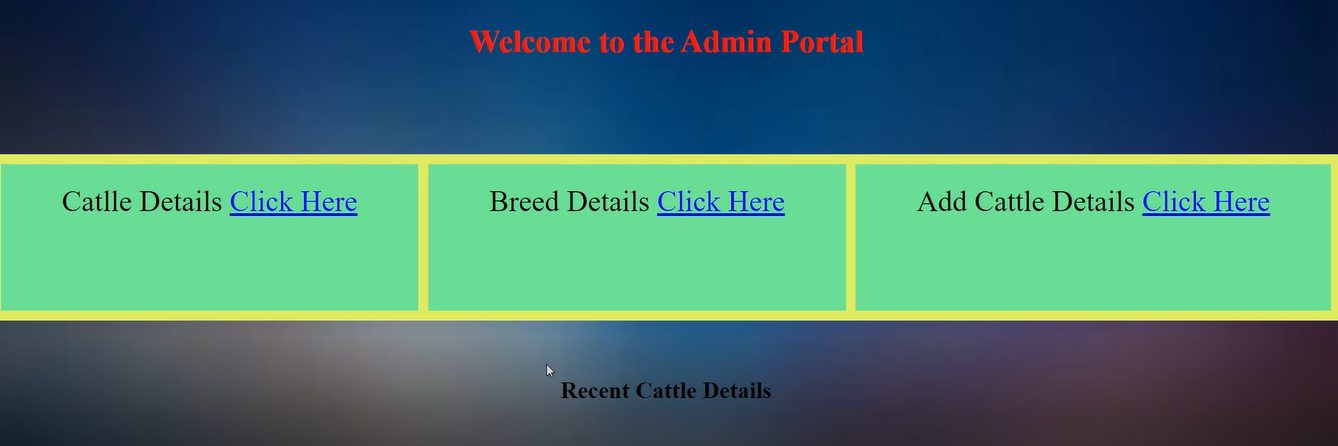 Welcome to the Admin Portal
Catlle Details Click Here
Breed Details Click Here
Add Cattle Details Click Here
Recent Cattle Details